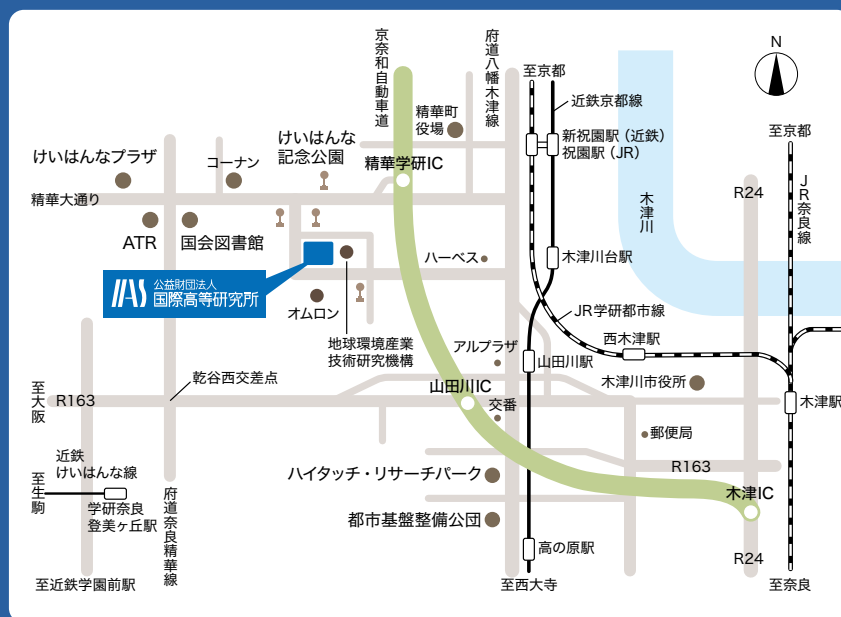 京奈和自動車道
府道八幡木津線
N
至京都
近鉄京都線
精華町
役場
新祝園駅（近鉄）
祝園駅（JR）
至京都
けいはんな
記念公園
けいはんなプラザ
コーナン
精華学研IC
R24
JR奈良線
木津川
精華大通り
ATR
国会図書館
ハーベス
木津川台駅
IIAS
公益財団法人
国際高等研究所
オムロン
JR学研都市線
地球環境産業
技術研究機構
アルプラザ
西木津駅
山田川駅
乾谷西交差点
山田川IC
木津川市役所
至大阪
R163
交番
木津駅
郵便局
近鉄
けいはんな線
ハイタッチ・リサーチパーク
R163
至生駒
木津IC
学研奈良
登美ヶ丘駅
府道奈良精華線
都市基盤整備公団
高の原駅
R24
至近鉄学園前駅
至西大寺
至奈良